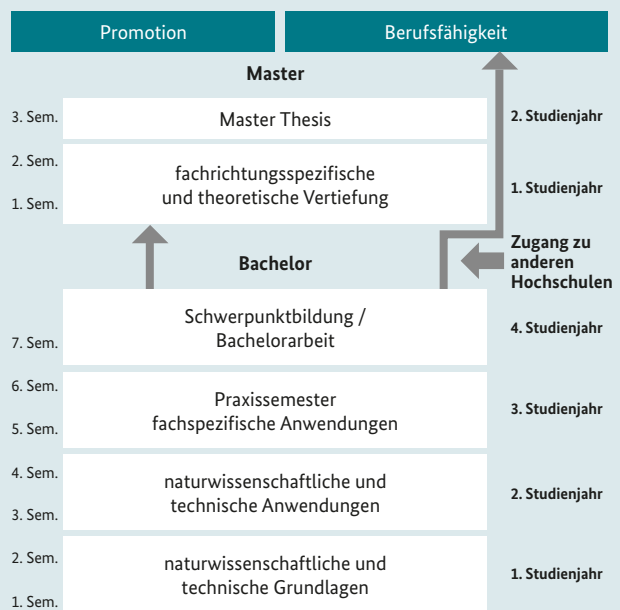 Promotion
Berufsfähigkeit
Master
3. Sem.
Master Thesis
2. Studienjahr
2. Sem.
1. Sem.
fachrichtungsspezifische
und theoretische Vertiefung
1. Studienjahr
Zugang zu
anderen
Hochschulen
Bachelor
7. Sem.
Schwerpunktbildung /
Bachelorarbeit
4. Studienjahr
6. Sem.
5. Sem.
Praxissemester
fachspezifische Anwendungen
3. Studienjahr
4. Sem.
3. Sem.
naturwissenschaftliche und
technische Anwendungen
2. Studienjahr
2. Sem.
1. Sem.
naturwissenschaftliche und
technische Grundlagen
1. Studienjahr